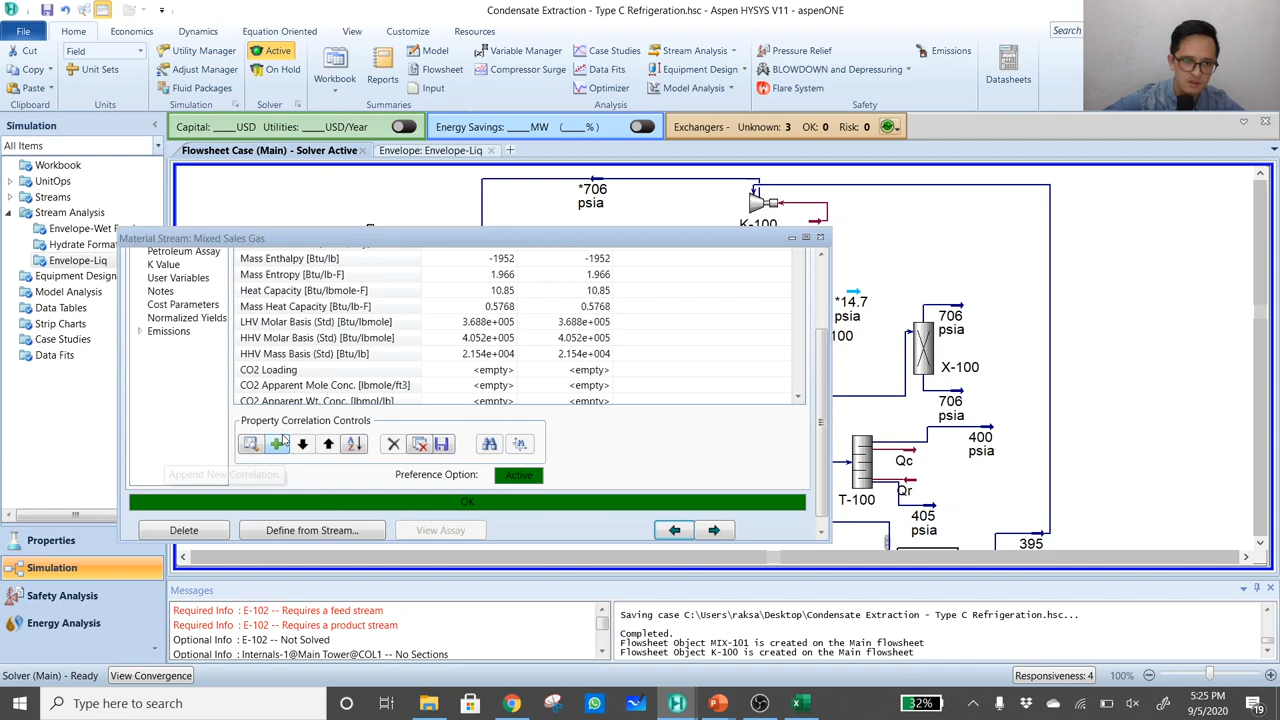 Condensate Extraction - Type C Refrigeration.hsc - Aspen HYSYS V11 - aspenONE
File Home Economics Dynamics Equation Oriented View Customize Resources Search
Cut Field Utility Manager Active Model Variable Manager Case Studies Stream Analysis Pressure Relief Emissions
Copy Unit Sets Adjust Manager On Hold Workbook Reports Flowsheet Compressor Surge Data Fits Equipment Design BLOWDOWN and Depressuring Datasheets
Paste Fluid Packages Input Optimizer Model Analysis Flare System
Clipboard Units Simulation Solver Summaries Analysis Safety
Simulation Capital: ____USD Utilities: ____USD/Year Energy Savings: ____MW (____%) Exchangers - Unknown: 3 OK: 0 Risk: 0
All Items Flowsheet Case (Main) - Solver Active Envelope: Envelope-Liq
Workbook
UnitOps
Streams
Stream Analysis
Hydrate Forma
Envelope-Liq
Equipment Design
Model Analysis
Data Tables
Strip Charts
Case Studies
Data Fits
*706
psia
K-100
Material Stream: Mixed Sales Gas
Petroleum Assay
K Value
User Variables
Notes
Cost Parameters
Normalized Yields
Emissions
Mass Enthalpy [Btu/lb] -1952 -1952
Mass Entropy [Btu/lb-F] 1.966 1.966
Heat Capacity [Btu/lbmole-F] 10.85 10.85
Mass Heat Capacity [Btu/lb-F] 0.5768 0.5768
LHV Molar Basis (Std) [Btu/lbmole] 3.688e+005 3.688e+005
HHV Molar Basis (Std) [Btu/lbmole] 4.052e+005 4.052e+005
HHV Mass Basis (Std) [Btu/lb] 2.154e+004 2.154e+004
CO2 Loading <empty> <empty>
CO2 Apparent Mole Conc. [lbmole/ft3] <empty> <empty>
CO2 Apparent Wt. Conc. [lbmol/lb] <empty> <empty>
Property Correlation Controls
Append New Correlation.
Preference Option: Active
OK
Delete Define from Stream... View Assay
*14.7
psia
100
706
psia
X-100
706
psia
400
psia
Qc
Qr
T-100
405
psia
395
Properties
Simulation
Safety Analysis
Energy Analysis
Messages
Required Info : E-102 -- Requires a feed stream
Required Info : E-102 -- Requires a product stream
Optional Info : E-102 -- Not Solved
Optional Info : Internals-1@Main Tower@COL1 -- No Sections
Saving case C:\Users\raksa\Desktop\Condensate Extraction - Type C Refrigeration.hsc...
Completed.
Flowsheet Object MIX-101 is created on the Main flowsheet
Flowsheet Object K-100 is created on the Main flowsheet
Solver (Main) - Ready View Convergence Responsiveness: 4 100%
Type here to search 32% 5:25 PM
9/5/2020 19